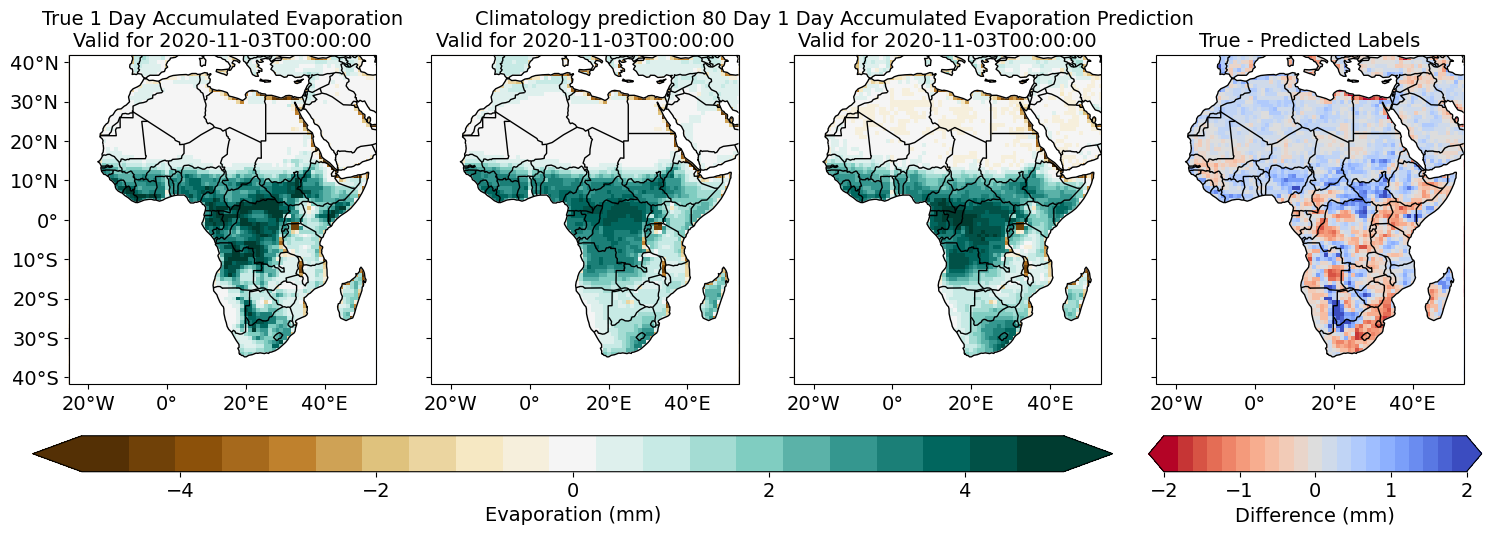 True 1 Day Accumulated Evaporation
Valid for 2020-11-03T00:00:00
Climatology prediction 80 Day 1 Day Accumulated Evaporation Prediction
Valid for 2020-11-03T00:00:00
Valid for 2020-11-03T00:00:00
True - Predicted Labels
40°N
30°N
20°N
10°N
0°
10°S
20°S
30°S
40°S
20°W 0° 20°E 40°E
20°W 0° 20°E 40°E
20°W 0° 20°E 40°E
20°W 0° 20°E 40°E
−4 −2 0 2 4
Evaporation (mm)
−2 −1 0 1 2
Difference (mm)